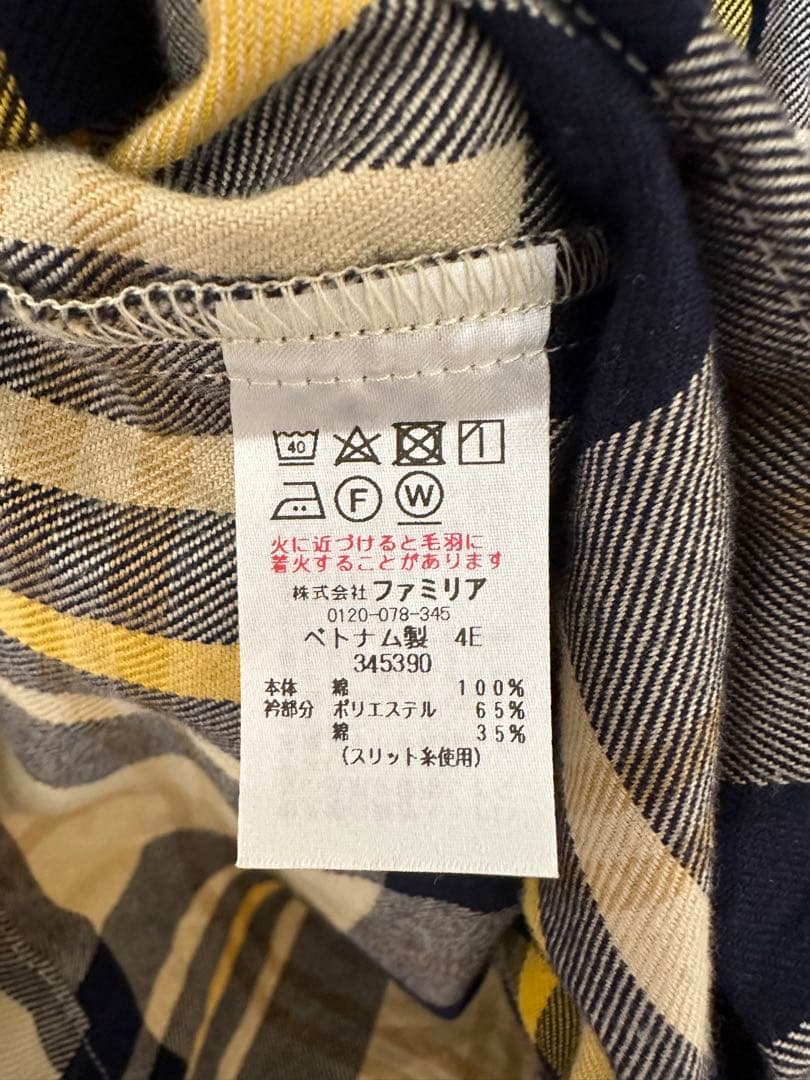 40
F W
火に近づけると毛羽に
着火することがあります
株式会社 ファミリア
0120-078-345
ベトナム製 4E
345390
本体 綿 100%
衿部分 ポリエステル 65%
綿 35%
(スリット糸使用)